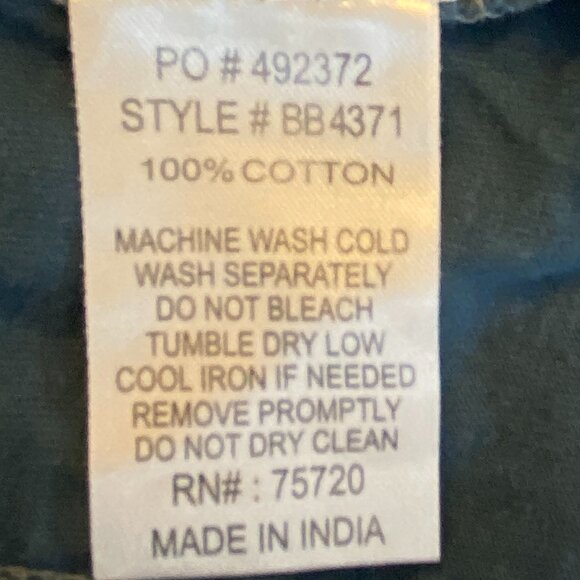 PO # 492372
STYLE # BB4371
100% COTTON
MACHINE WASH COLD
WASH SEPARATELY
DO NOT BLEACH
TUMBLE DRY LOW
COOL IRON IF NEEDED
REMOVE PROMPTLY
DO NOT DRY CLEAN
RN# : 75720
MADE IN INDIA